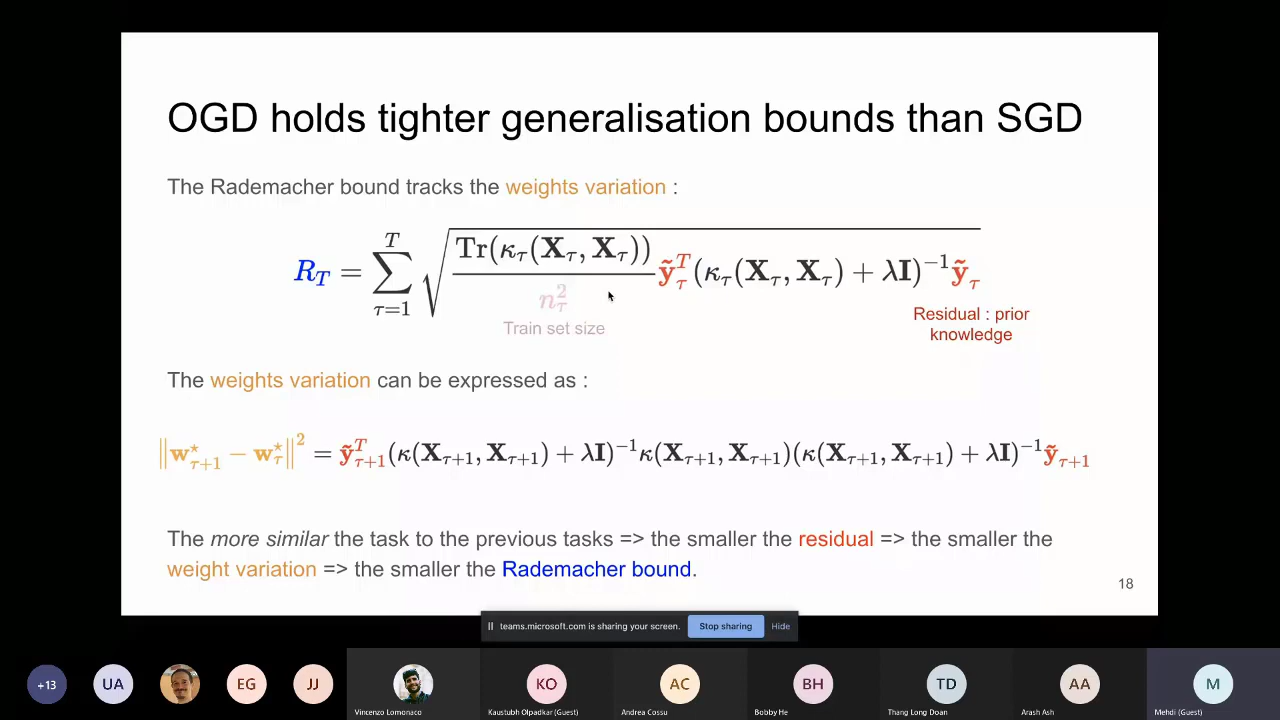 OGD holds tighter generalisation bounds than SGD
The Rademacher bound tracks the weights variation :
R_T = \sum_{τ=1}^{T} \sqrt{\frac{Tr(κ_τ(X_τ, X_τ))}{n_τ^2} ỹ_τ^T (κ_τ(X_τ, X_τ) + λI)^{-1} ỹ_τ}
Train set size
Residual : prior
knowledge
The weights variation can be expressed as :
‖w^⋆_{τ+1} − w^⋆_τ‖^2 = ỹ^T_{τ+1}(κ(X_{τ+1}, X_{τ+1}) + λI)^{−1}κ(X_{τ+1}, X_{τ+1})(κ(X_{τ+1}, X_{τ+1}) + λI)^{−1}ỹ_{τ+1}
The more similar the task to the previous tasks => the smaller the residual => the smaller the
weight variation => the smaller the Rademacher bound.
18
teams.microsoft.com is sharing your screen. Stop sharing Hide
+13 UA EG JJ KO AC BH TD AA M
Vincenzo Lomonaco Kaustubh Olpadkar (Guest) Andrea Cossu Bobby He Thang Long Doan Arash Ash Mehdi (Guest)